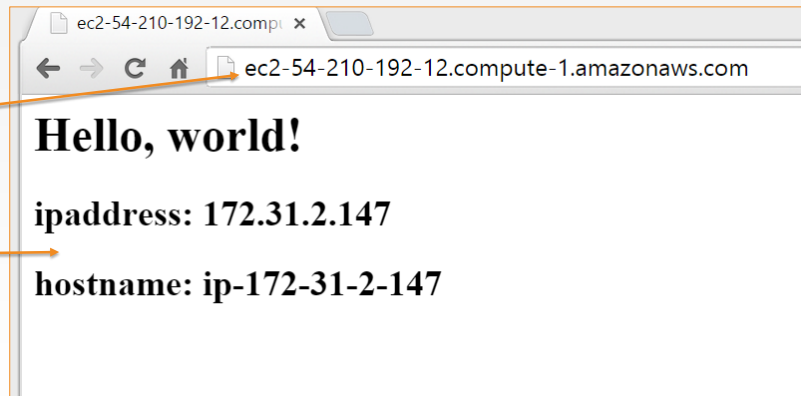 ec2-54-210-192-12.comp
ec2-54-210-192-12.compute-1.amazonaws.com
Hello, world!
ipaddress: 172.31.2.147
hostname: ip-172-31-2-147